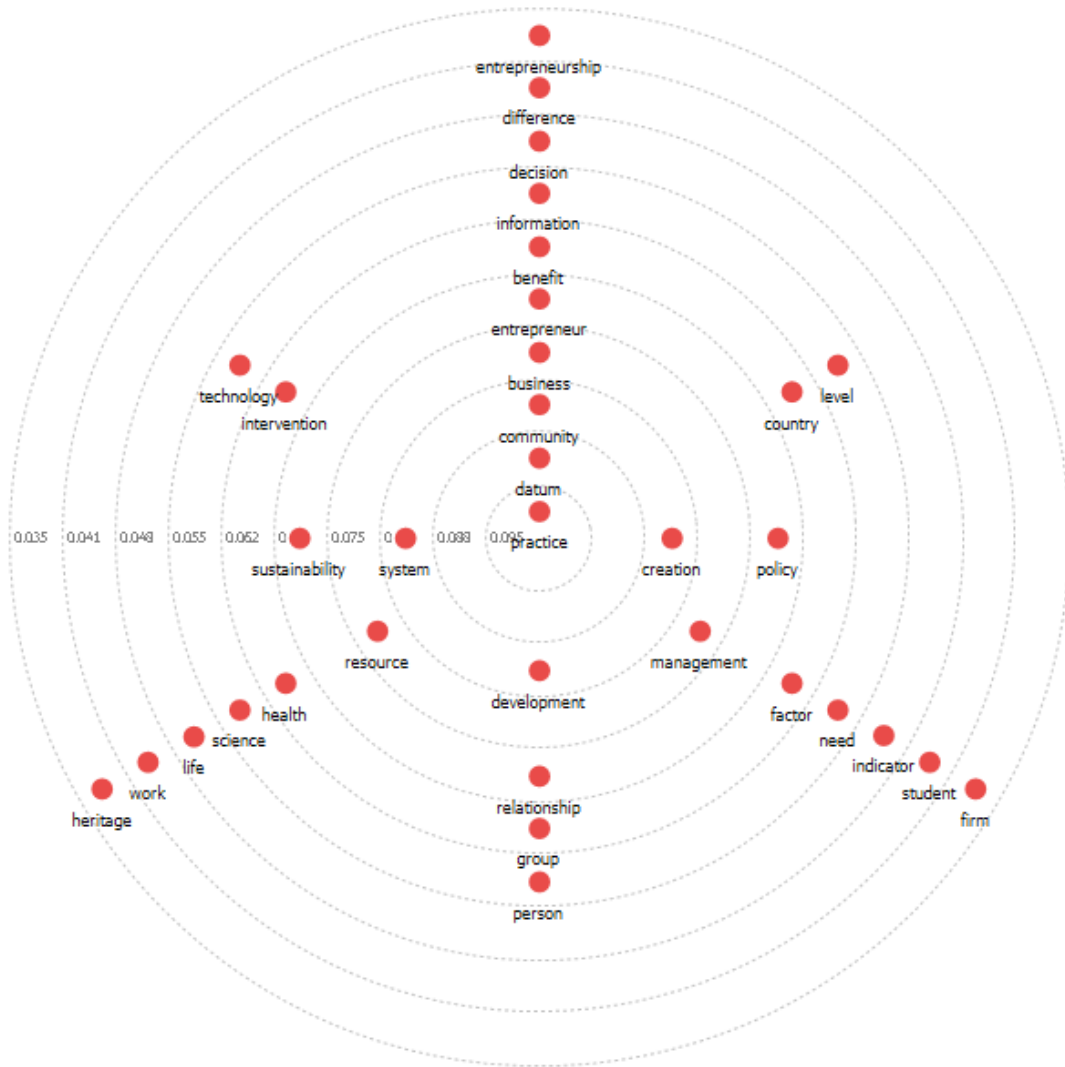 entrepreneurship
difference
decision
information
benefit
entrepreneur
business
technology
level
intervention
country
community
datum
0.035 0.041 0.048 0.055 0.062 0.075 0.088 0.095
practice
sustainability system creation policy
resource management
development
health factor
science need
life indicator
work student
relationship
heritage firm
group
person